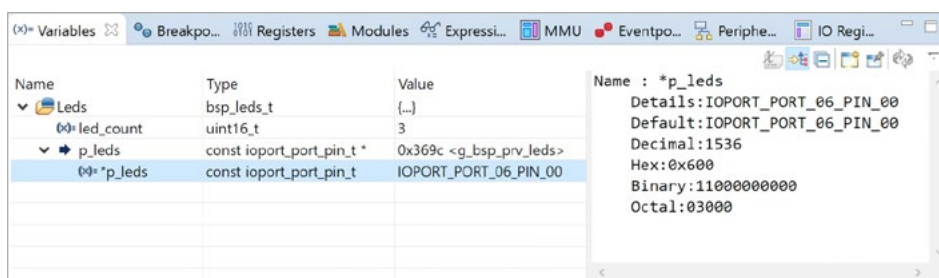 (x)= Variables Breakpo... Registers Modules Expressi... MMU Eventpo... Periphe... IO Regi...
Name Type Value
Leds bsp_leds_t {...}
(x)= led_count uint16_t 3
p_leds const ioport_port_pin_t * 0x369c <g_bsp_prv_leds>
(x)= *p_leds const ioport_port_pin_t IOPORT_PORT_06_PIN_00
Name : *p_leds
Details:IOPORT_PORT_06_PIN_00
Default:IOPORT_PORT_06_PIN_00
Decimal:1536
Hex:0x600
Binary:11000000000
Octal:03000